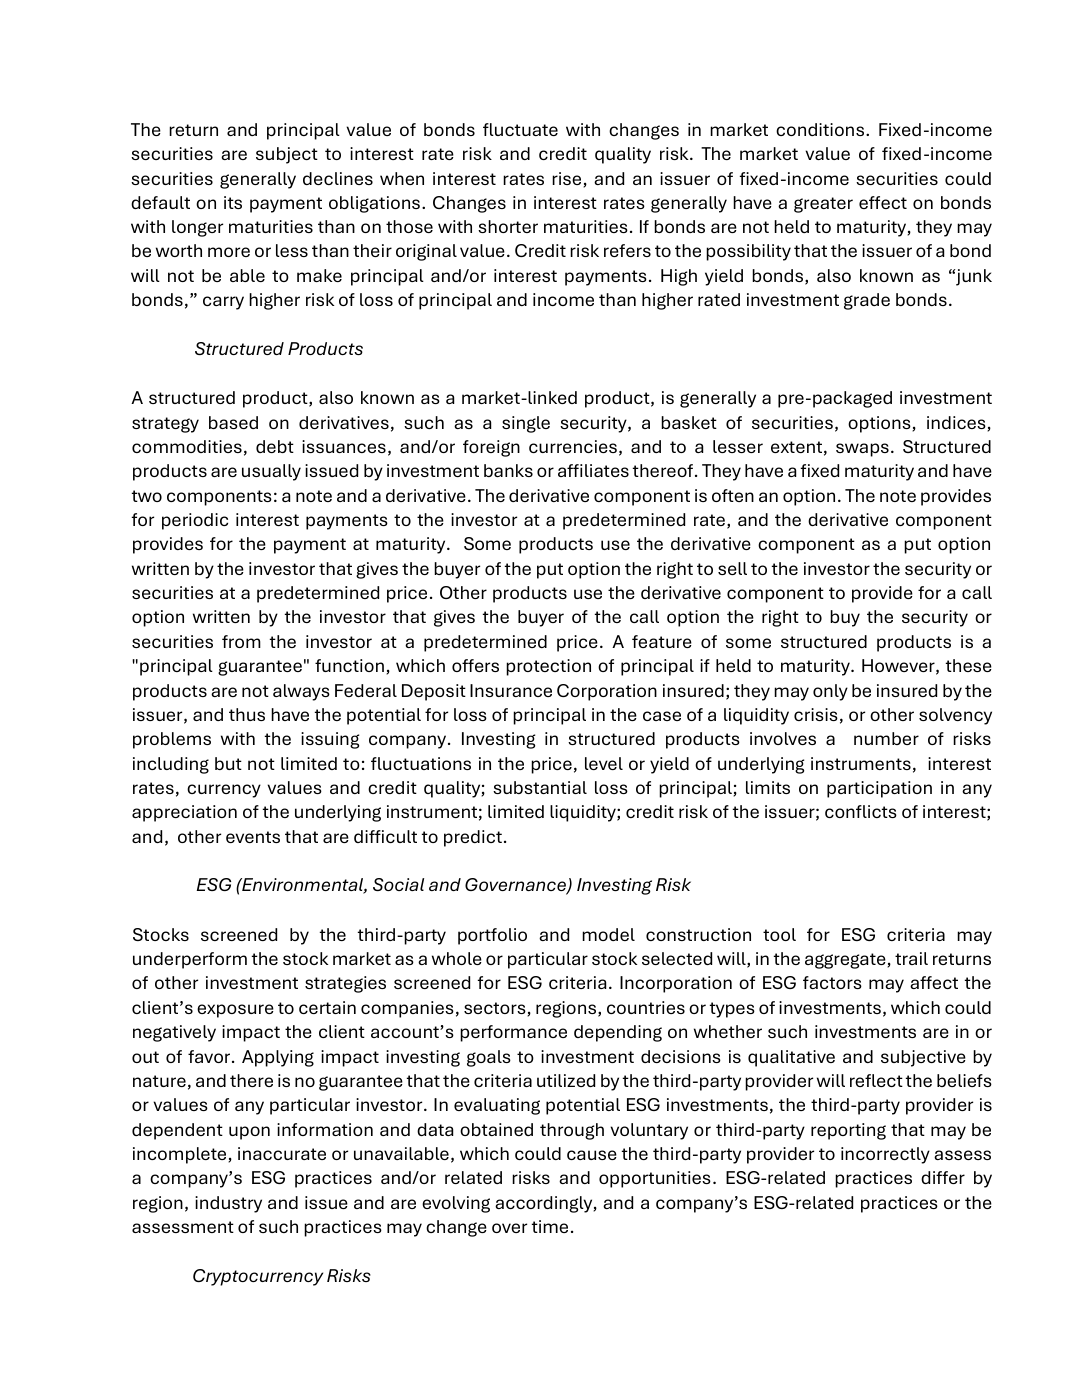 The return and principal value of bonds fluctuate with changes in market conditions. Fixed-income
securities are subject to interest rate risk and credit quality risk. The market value of fixed-income
securities generally declines when interest rates rise, and an issuer of fixed-income securities could
default on its payment obligations. Changes in interest rates generally have a greater effect on bonds
with longer maturities than on those with shorter maturities. If bonds are not held to maturity, they may
be worth more or less than their original value. Credit risk refers to the possibility that the issuer of a bond
will not be able to make principal and/or interest payments. High yield bonds, also known as “junk
bonds,” carry higher risk of loss of principal and income than higher rated investment grade bonds.
Structured Products
A structured product, also known as a market-linked product, is generally a pre-packaged investment
strategy based on derivatives, such as a single security, a basket of securities, options, indices,
commodities, debt issuances, and/or foreign currencies, and to a lesser extent, swaps. Structured
products are usually issued by investment banks or affiliates thereof. They have a fixed maturity and have
two components: a note and a derivative. The derivative component is often an option. The note provides
for periodic interest payments to the investor at a predetermined rate, and the derivative component
provides for the payment at maturity.  Some products use the derivative component as a put option
written by the investor that gives the buyer of the put option the right to sell to the investor the security or
securities at a predetermined price. Other products use the derivative component to provide for a call
option written by the investor that gives the buyer of the call option the right to buy the security or
securities from the investor at a predetermined price. A feature of some structured products is a
"principal guarantee" function, which offers protection of principal if held to maturity. However, these
products are not always Federal Deposit Insurance Corporation insured; they may only be insured by the
issuer, and thus have the potential for loss of principal in the case of a liquidity crisis, or other solvency
problems with the issuing company. Investing in structured products involves a  number of risks
including but not limited to: fluctuations in the price, level or yield of underlying instruments,  interest
rates, currency values and credit quality; substantial loss of principal; limits on participation in any
appreciation of the underlying instrument; limited liquidity; credit risk of the issuer; conflicts of interest;
and,  other events that are difficult to predict.
ESG (Environmental, Social and Governance) Investing Risk
Stocks screened by the third-party portfolio and model construction tool for ESG criteria may
underperform the stock market as a whole or particular stock selected will, in the aggregate, trail returns
of other investment strategies screened for ESG criteria. Incorporation of ESG factors may affect the
client’s exposure to certain companies, sectors, regions, countries or types of investments, which could
negatively impact the client account’s performance depending on whether such investments are in or
out of favor. Applying impact investing goals to investment decisions is qualitative and subjective by
nature, and there is no guarantee that the criteria utilized by the third-party provider will reflect the beliefs
or values of any particular investor. In evaluating potential ESG investments, the third-party provider is
dependent upon information and data obtained through voluntary or third-party reporting that may be
incomplete, inaccurate or unavailable, which could cause the third-party provider to incorrectly assess
a company’s ESG practices and/or related risks and opportunities. ESG-related practices differ by
region, industry and issue and are evolving accordingly, and a company’s ESG-related practices or the
assessment of such practices may change over time.
Cryptocurrency Risks